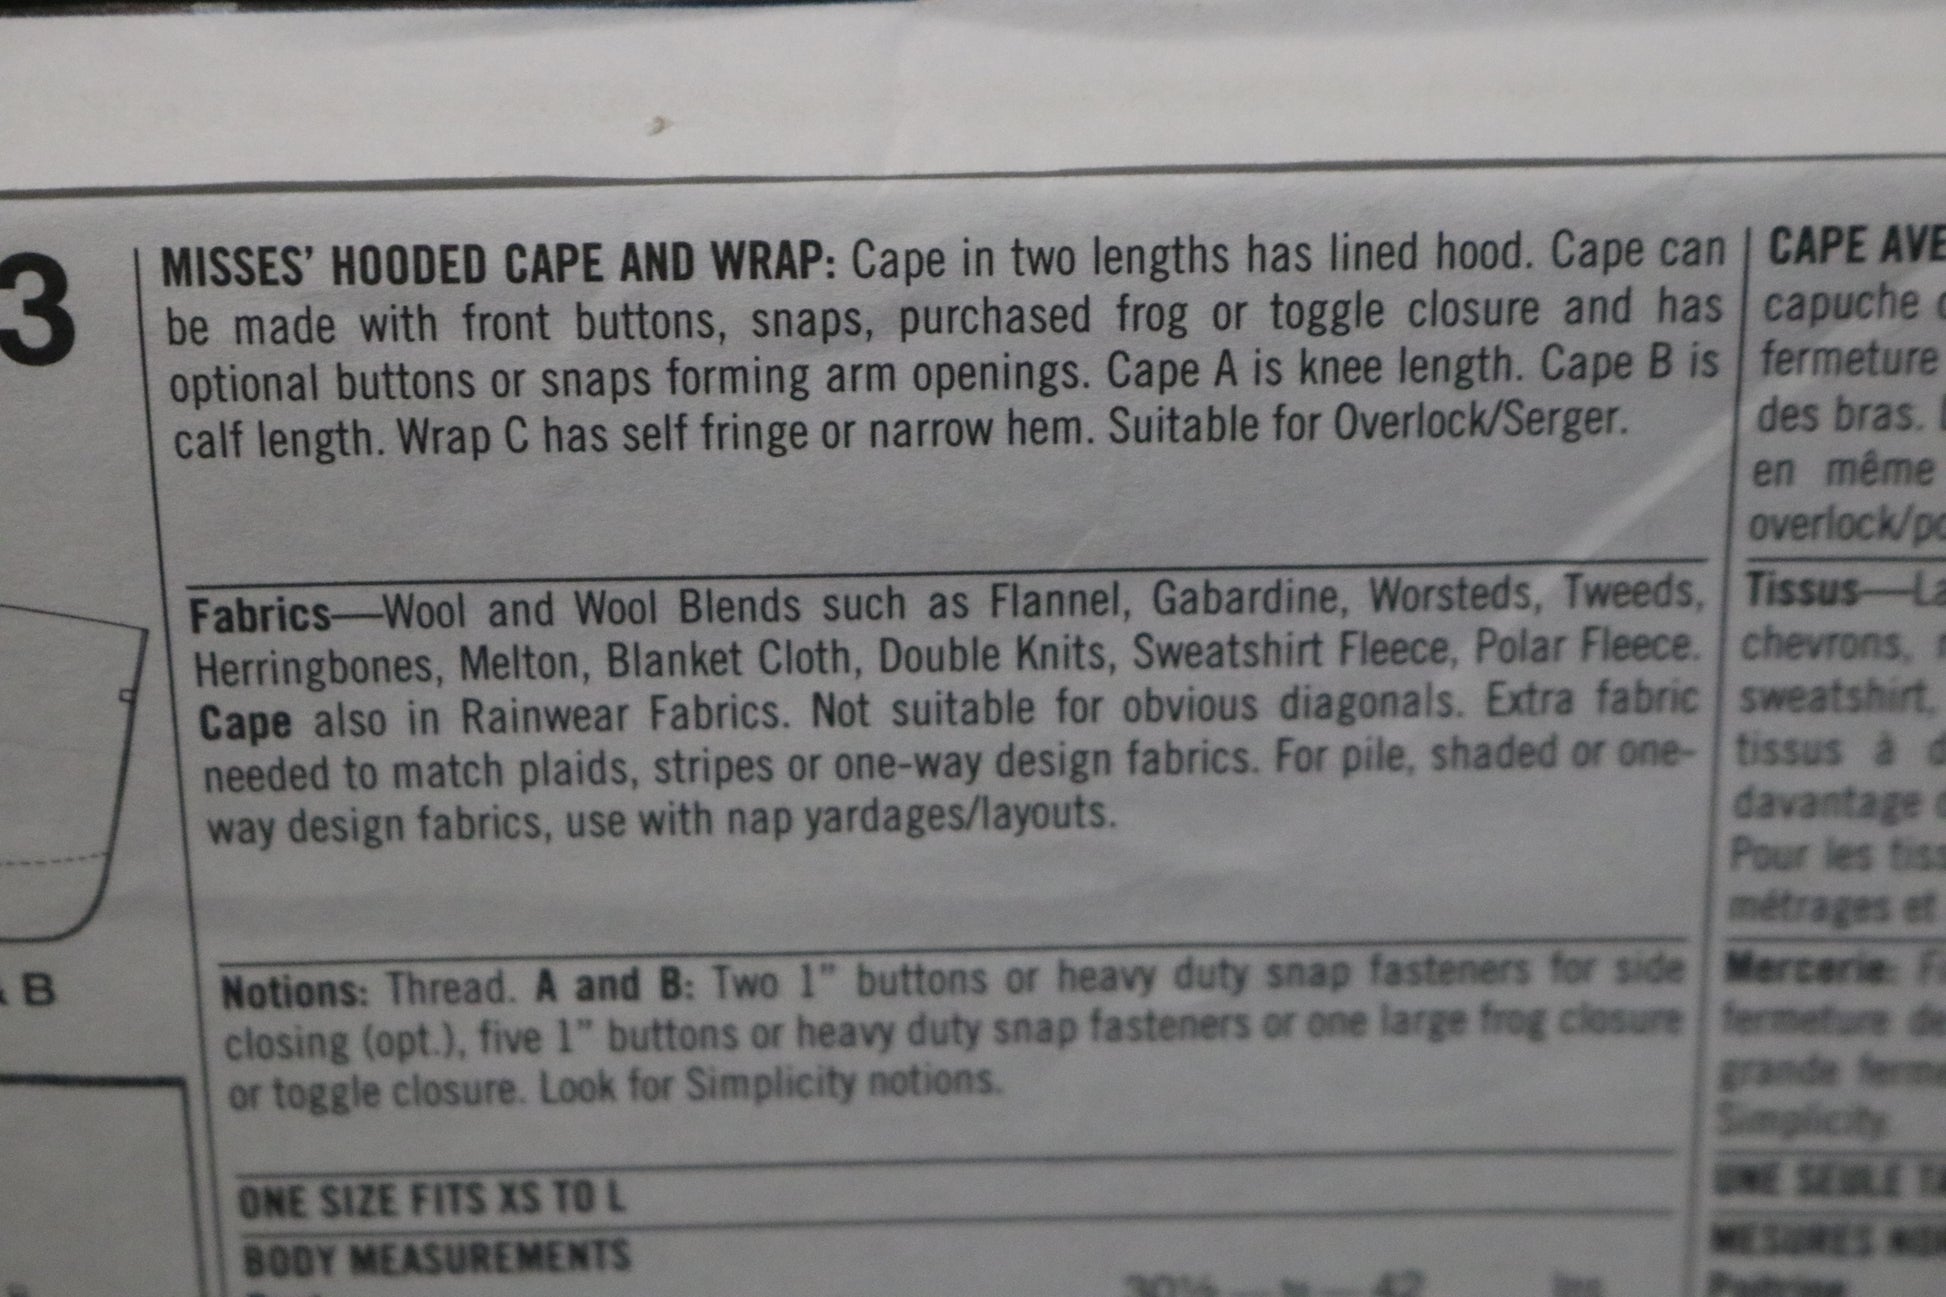 3
MISSES' HOODED CAPE AND WRAP: Cape in two lengths has lined hood. Cape can
be made with front buttons, snaps, purchased frog or toggle closure and has
optional buttons or snaps forming arm openings. Cape A is knee length. Cape B is
calf length. Wrap C has self fringe or narrow hem. Suitable for Overlock/Serger.
Fabrics—Wool and Wool Blends such as Flannel, Gabardine, Worsteds, Tweeds,
Herringbones, Melton, Blanket Cloth, Double Knits, Sweatshirt Fleece, Polar Fleece.
Cape also in Rainwear Fabrics. Not suitable for obvious diagonals. Extra fabric
needed to match plaids, stripes or one-way design fabrics. For pile, shaded or one-
way design fabrics, use with nap yardages/layouts.
Notions: Thread. A and B: Two 1" buttons or heavy duty snap fasteners for side
closing (opt.), five 1" buttons or heavy duty snap fasteners or one large frog closure
or toggle closure. Look for Simplicity notions.
ONE SIZE FITS XS TO L
BODY MEASUREMENTS
B
CAPE
capuche
fermeture
des bras.
en même
Tissus—
chevrons,
sweatshirt,
tissus à
davantage
Pour les
métrages et
Mercerie:
fermeture
grande
Simplicity
UNE SEULE
MESURES
Poitrine